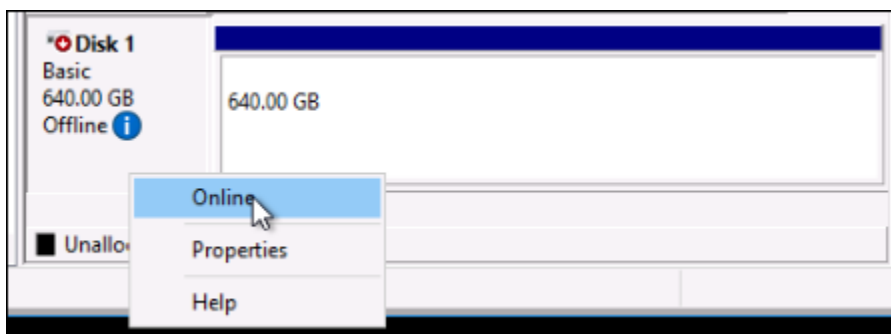 Disk 1
Basic
640.00 GB
Offline
640.00 GB
Online
Unallo
Properties
Help